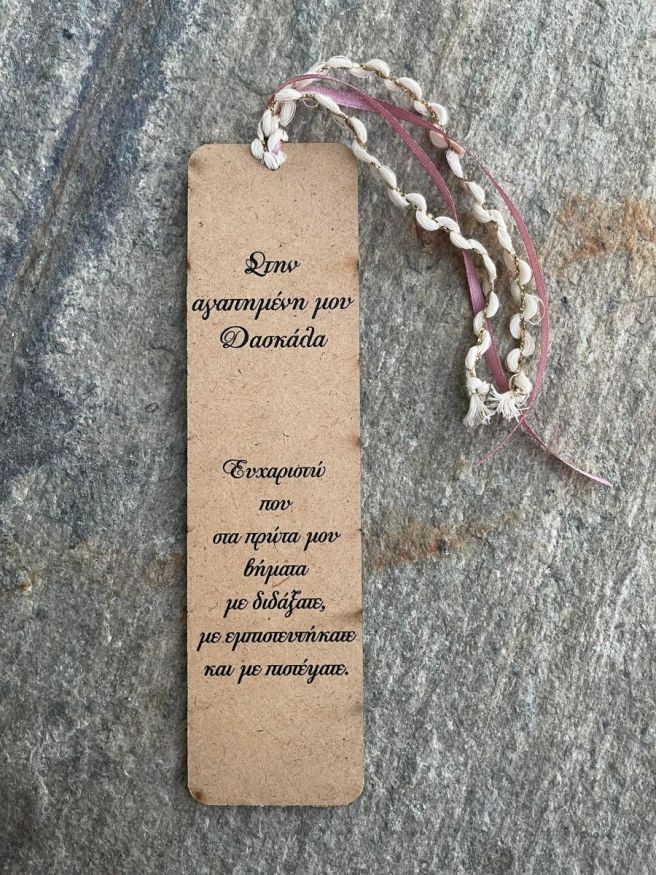 Στην
αγαπημένη μου
Δασκάλα
Ευχαριστώ
που
στα πρώτα μου
βήματα
με διδάξατε,
με εμπιστευτήκατε
και με πιστέψατε.